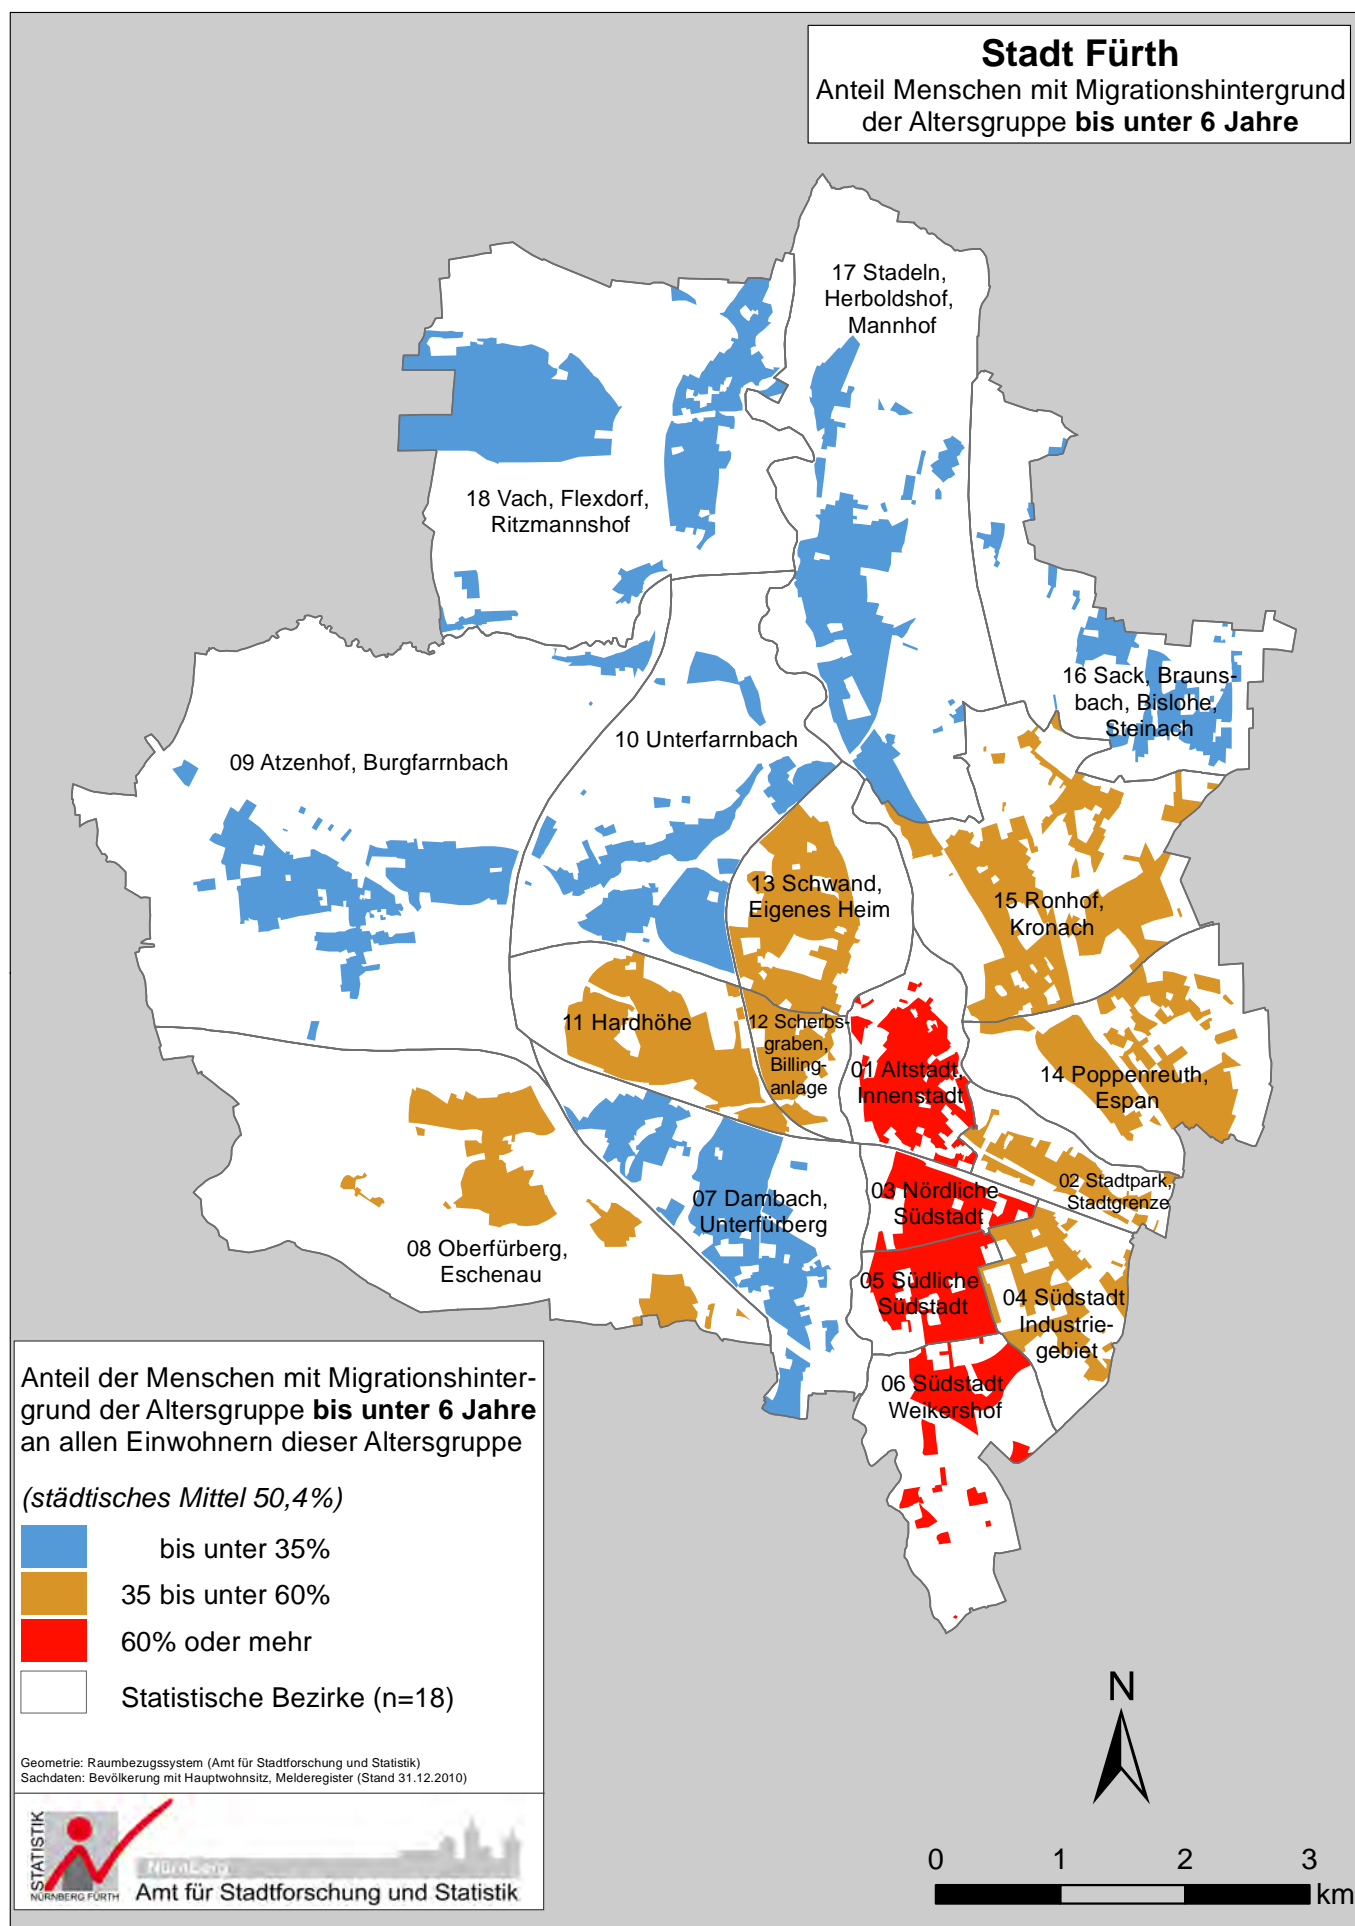 Stadt Fürth
Anteil Menschen mit Migrationshintergrund
der Altersgruppe bis unter 6 Jahre
17 Stadeln,
Herboldshof,
Mannhof
18 Vach, Flexdorf,
Ritzmannshof
16 Sack, Brauns-
bach, Bislohe,
Steinach
10 Unterfarrnbach
09 Atzenhof, Burgfarrnbach
13 Schwand,
Eigenes Heim
15 Ronhof,
Kronach
11 Hardhöhe
12 Scherbs-
graben,
Billing-
anlage
01 Altstadt,
Innenstadt
14 Poppenreuth,
Espan
02 Stadtpark,
Stadtgrenze
03 Nördliche
Südstadt
07 Dambach,
Unterfürberg
08 Oberfürberg,
Eschenau
05 Südliche
Südstadt
04 Südstadt
Industrie-
gebiet
06 Südstadt
Weikershof
Anteil der Menschen mit Migrationshinter-
grund der Altersgruppe bis unter 6 Jahre
an allen Einwohnern dieser Altersgruppe
(städtisches Mittel 50,4%)
bis unter 35%
35 bis unter 60%
60% oder mehr
Statistische Bezirke (n=18)
Geometrie: Raumbezugssystem (Amt für Stadtforschung und Statistik)
Sachdaten: Bevölkerung mit Hauptwohnsitz, Melderegister (Stand 31.12.2010)
STATISTIK
NÜRNBERG FÜRTH
Nürnberg
Amt für Stadtforschung und Statistik
N
0 1 2 3
km